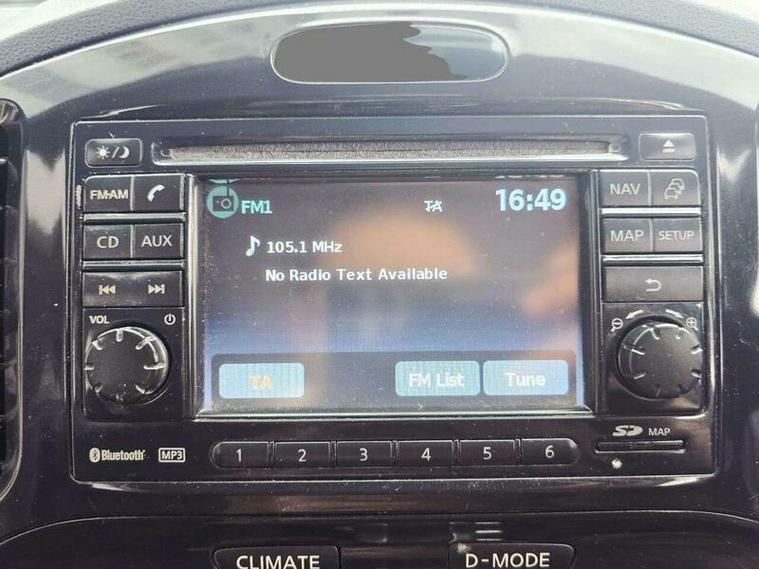 FM1 TA 16:49
105.1 MHz
No Radio Text Available
TA FM List Tune
FM·AM
CD AUX
VOL
NAV
MAP SETUP
Bluetooth MP3
1 2 3 4 5 6
SD MAP
CLIMATE D-MODE